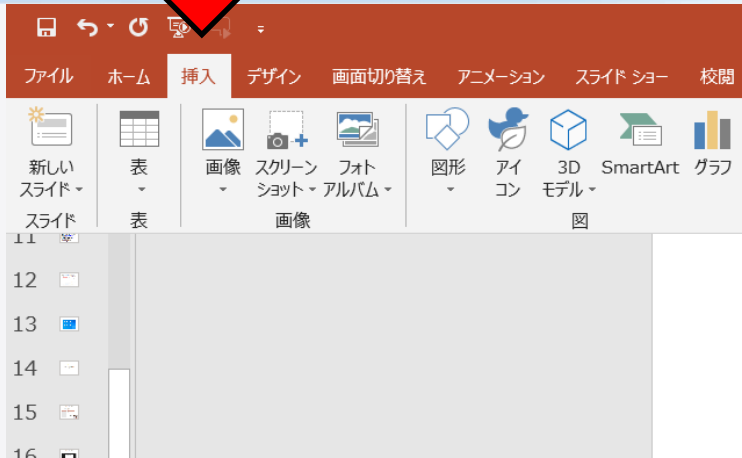 ファイル ホーム 挿入 デザイン 画面切り替え アニメーション スライド ショー 校閲
新しい 表 画像 スクリーン フォト 図形 アイ 3D SmartArt グラフ
スライド ショット アルバム コン モデル
スライド 表 画像 図
11
12
13
14
15
16